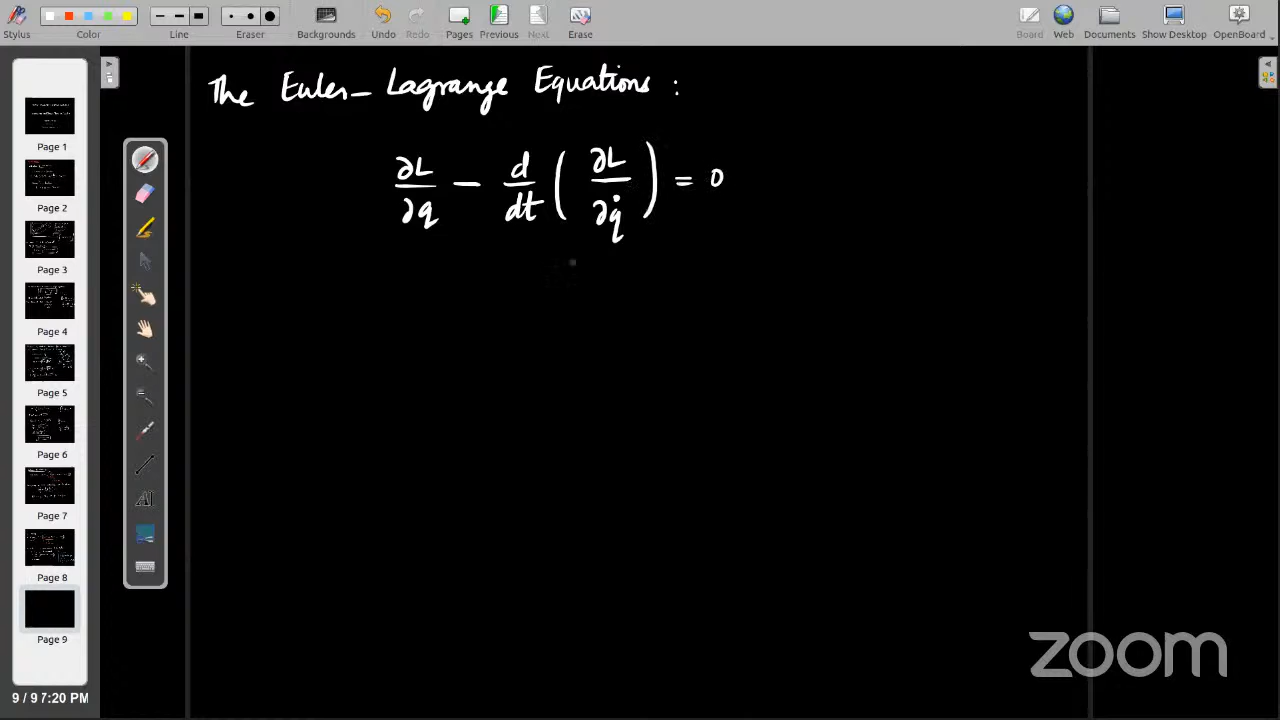 Stylus Color Line Eraser Backgrounds Undo Redo Pages Previous Next Erase Board Web Documents Show Desktop OpenBoard
The Euler-Lagrange Equations :
∂L/∂q - d/dt ( ∂L/∂q̇ ) = 0
Page 1
Page 2
Page 3
Page 4
Page 5
Page 6
Page 7
Page 8
Page 9
9 / 9 7:20 PM
zoom